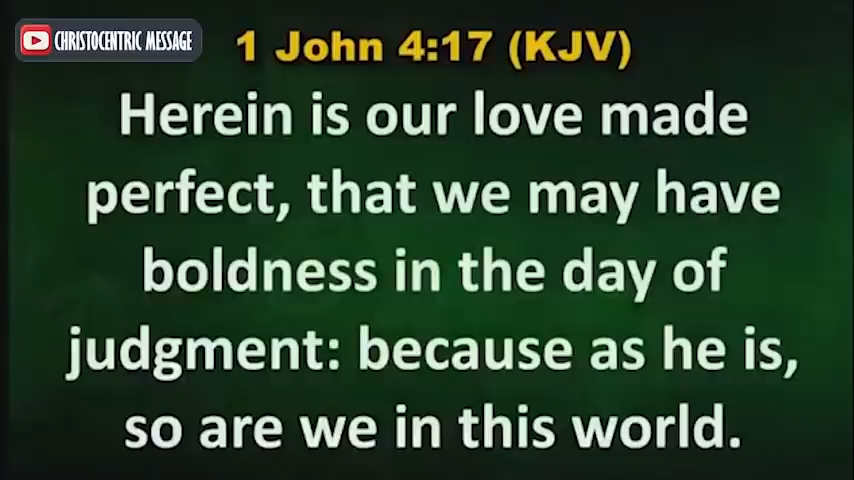 CHRISTOCENTRIC MESSAGE
1 John 4:17 (KJV)
Herein is our love made
perfect, that we may have
boldness in the day of
judgment: because as he is,
so are we in this world.